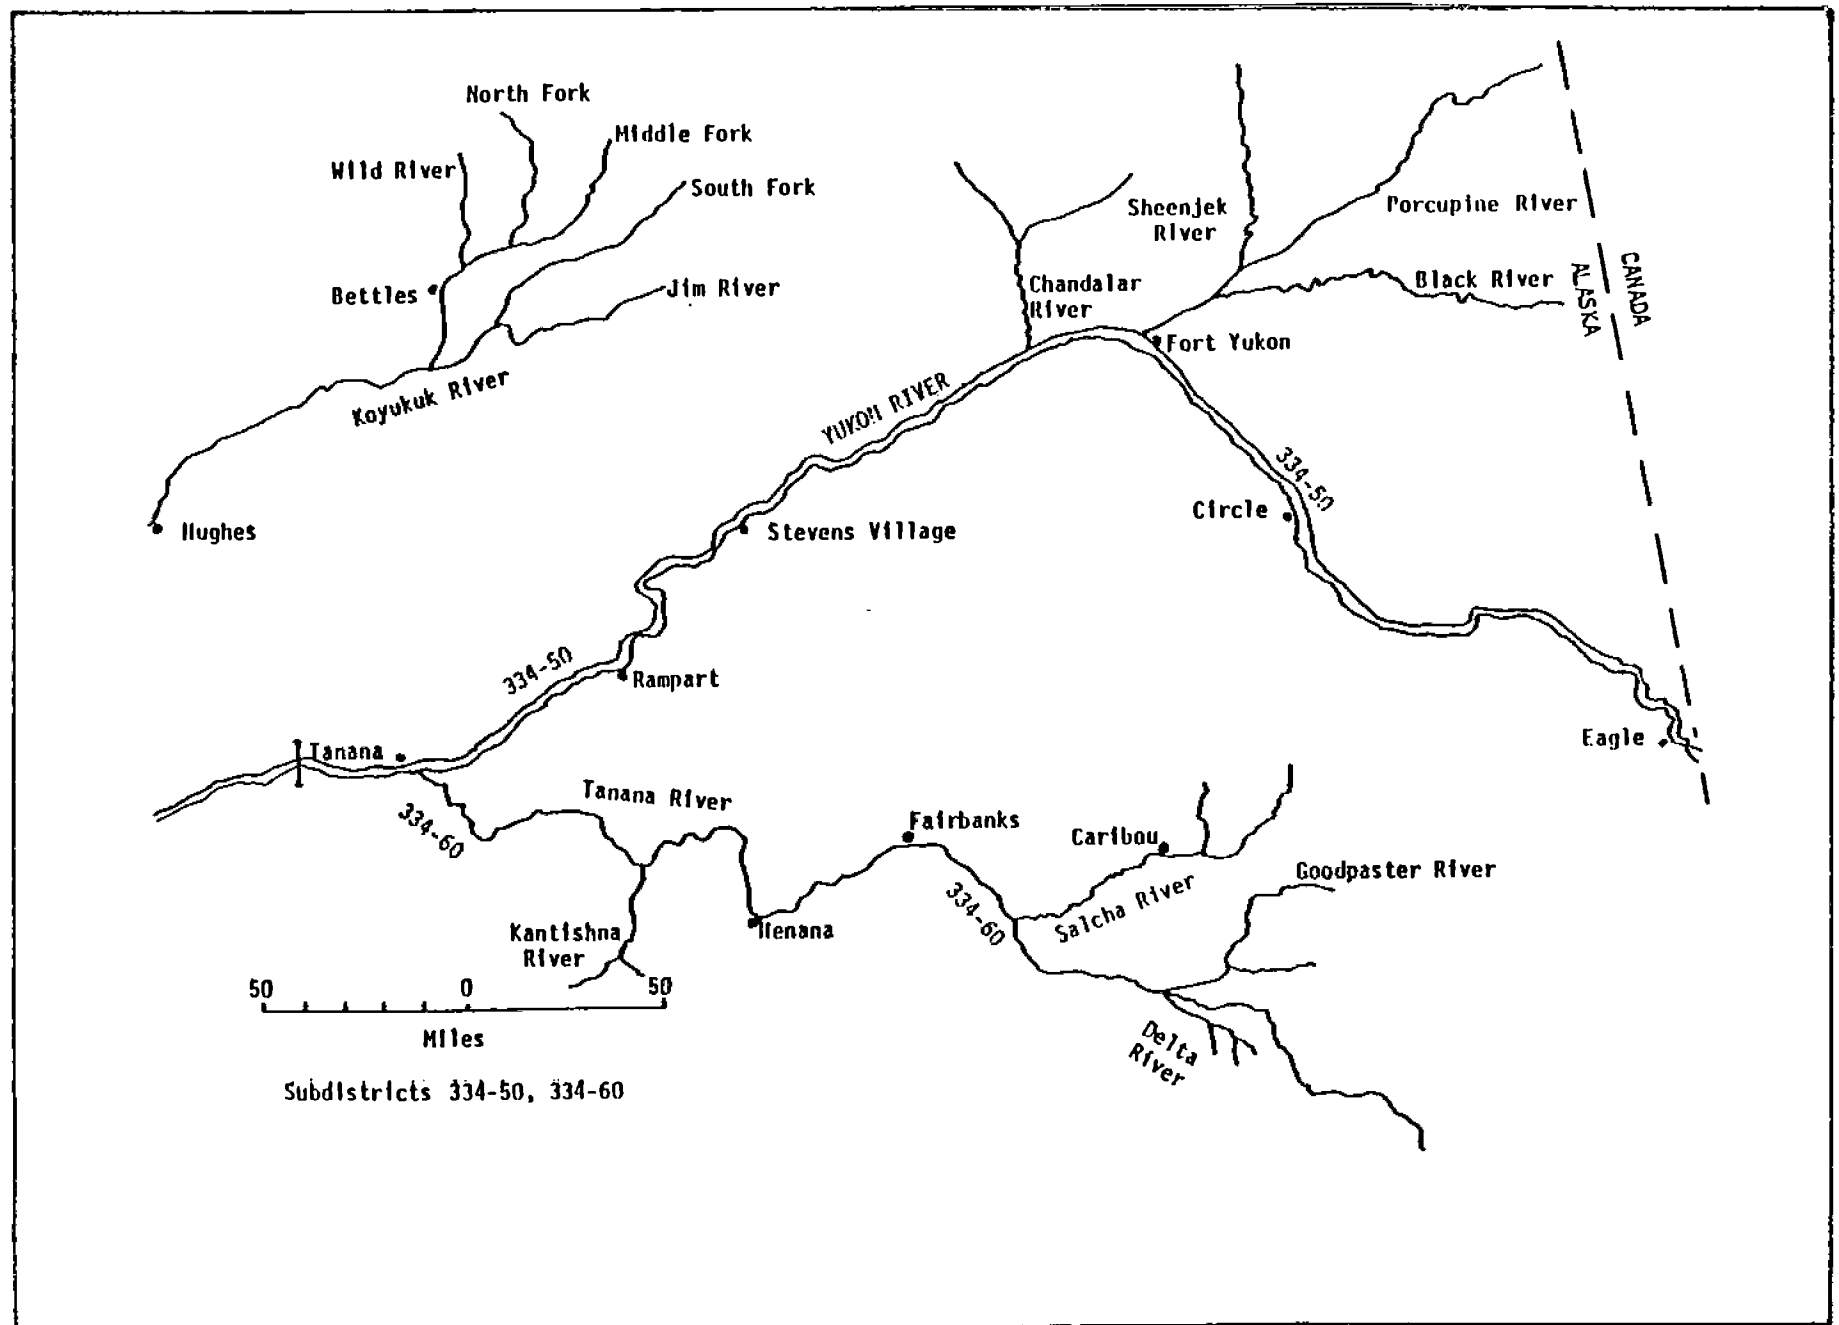 North Fork
Middle Fork
Wild River
South Fork
Sheenjek
River
Porcupine River
Bettles
Jim River
Chandalar
River
Black River
CANADA
ALASKA
Fort Yukon
Koyukuk River
YUKON RIVER
334-50
Circle
Hughes
Stevens Village
334-50
Rampart
Tanana
Eagle
Tanana River
334-60
Fairbanks
Caribou
Goodpaster River
334-60
Salcha River
Kantishna
River
Nenana
50 0 50
Miles
Delta
River
Subdistricts 334-50, 334-60